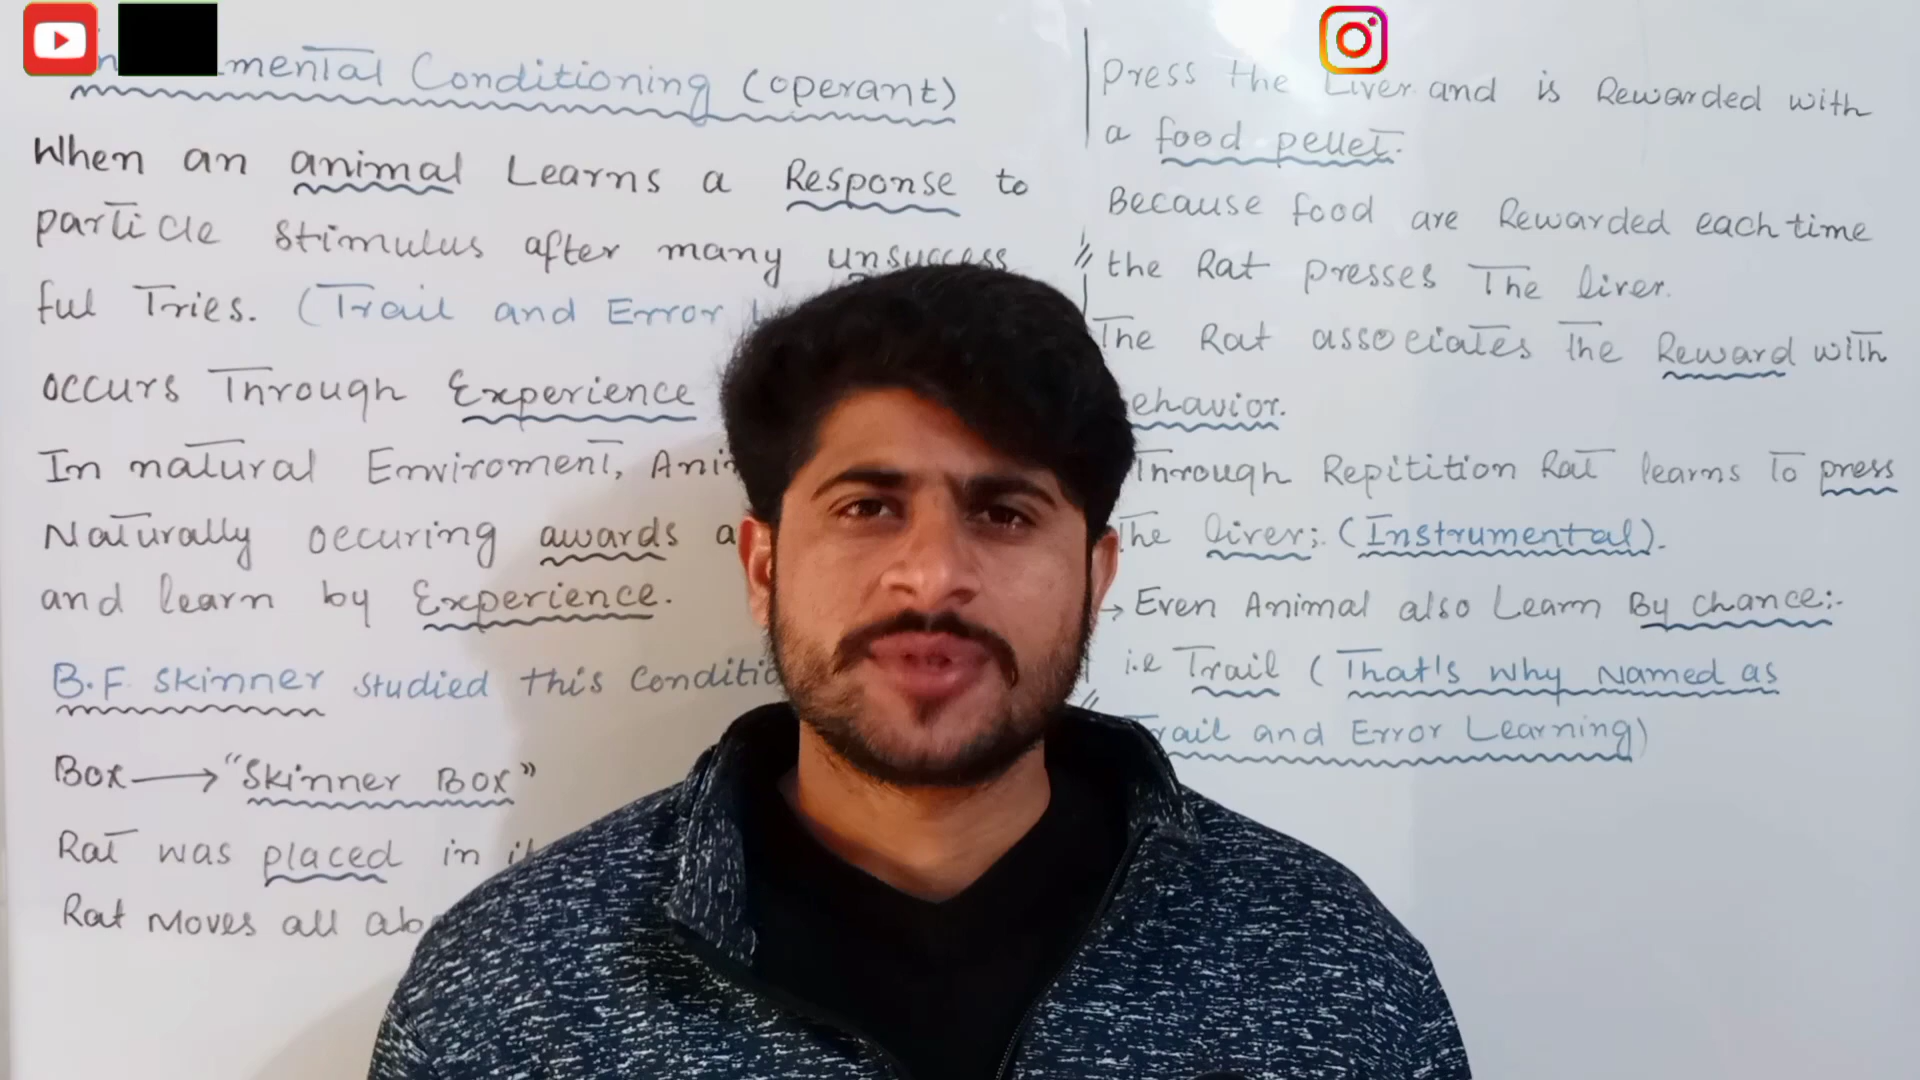 mental Conditioning (operant)
When an animal Learns a Response to
particle stimulus after many unsuccess
ful Tries. (Trail and Error
occurs Through Experience
In natural Enviroment,
Naturally occuring awards
and learn by Experience.
B.F. Skinner studied this
Box → "Skinner Box"
Rat was placed in
Rat Moves all
Press the Liver and is Rewarded with
a food pellet.
Because food are Rewarded each time
the Rat presses The liver.
The Rat associates The Reward with
ehavior.
Through Repitition Rat learns To press
The liver;. (Instrumental).
→ Even Animal also Learn By chance:-
i.e Trail (That's why Named as
rail and Error Learning)